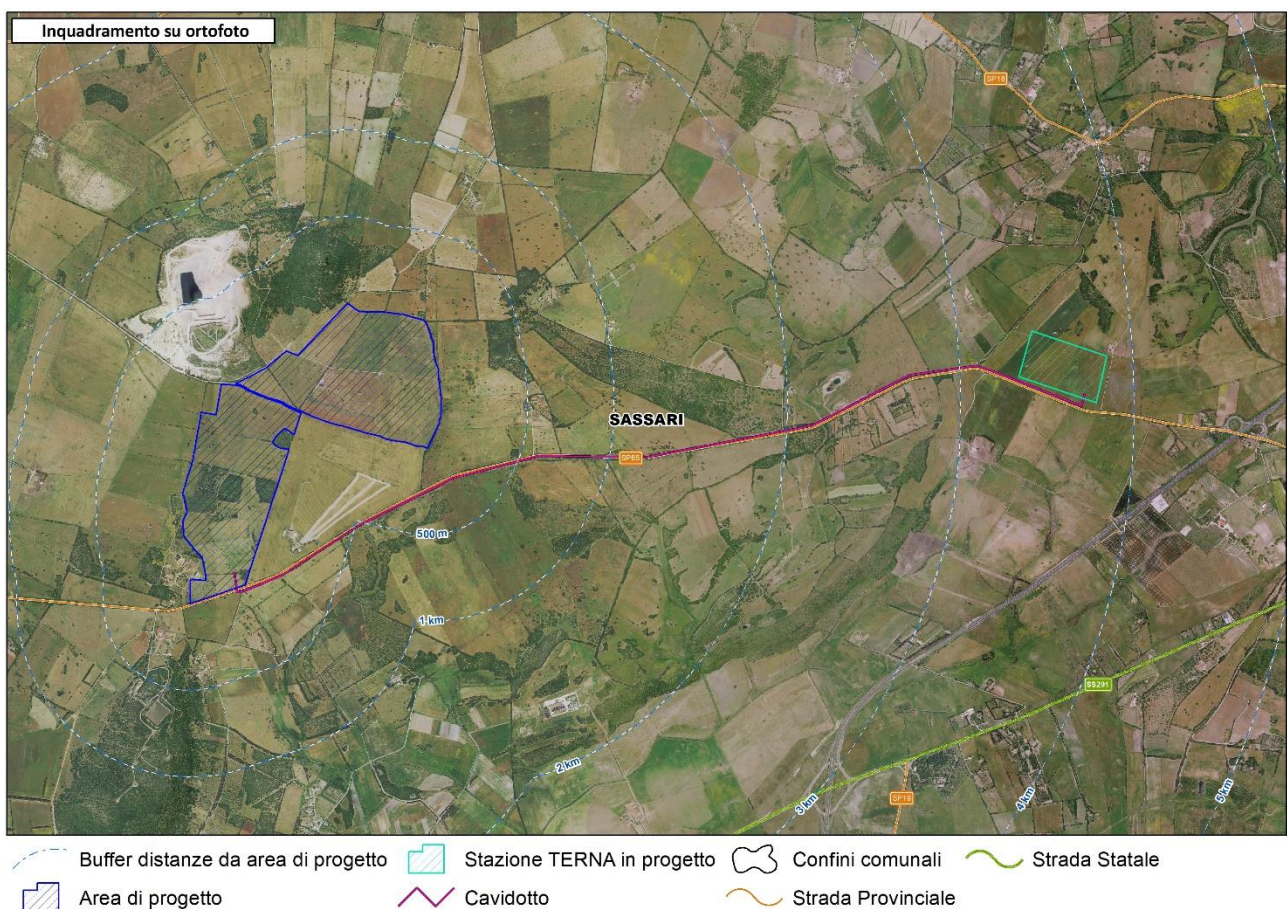 Inquadramento su ortofoto
SP18
SASSARI
SP65
500 m
1 km
SS291
2 km
3 km
4 km
5 km
SP19
Buffer distanze da area di progetto
Stazione TERNA in progetto
Confini comunali
Strada Statale
Area di progetto
Cavidotto
Strada Provinciale